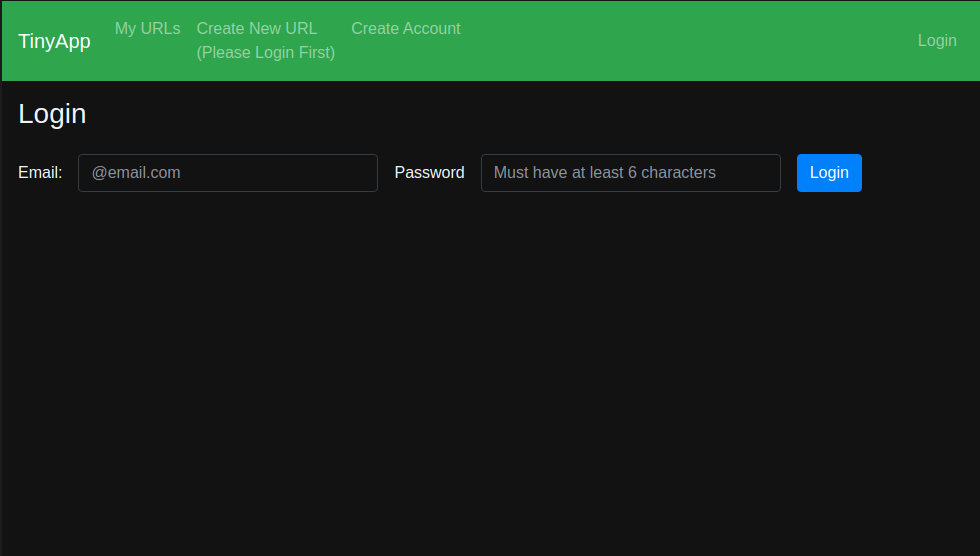 TinyApp
My URLs
Create New URL
(Please Login First)
Create Account
Login
Login
Email:
@email.com
Password
Must have at least 6 characters
Login